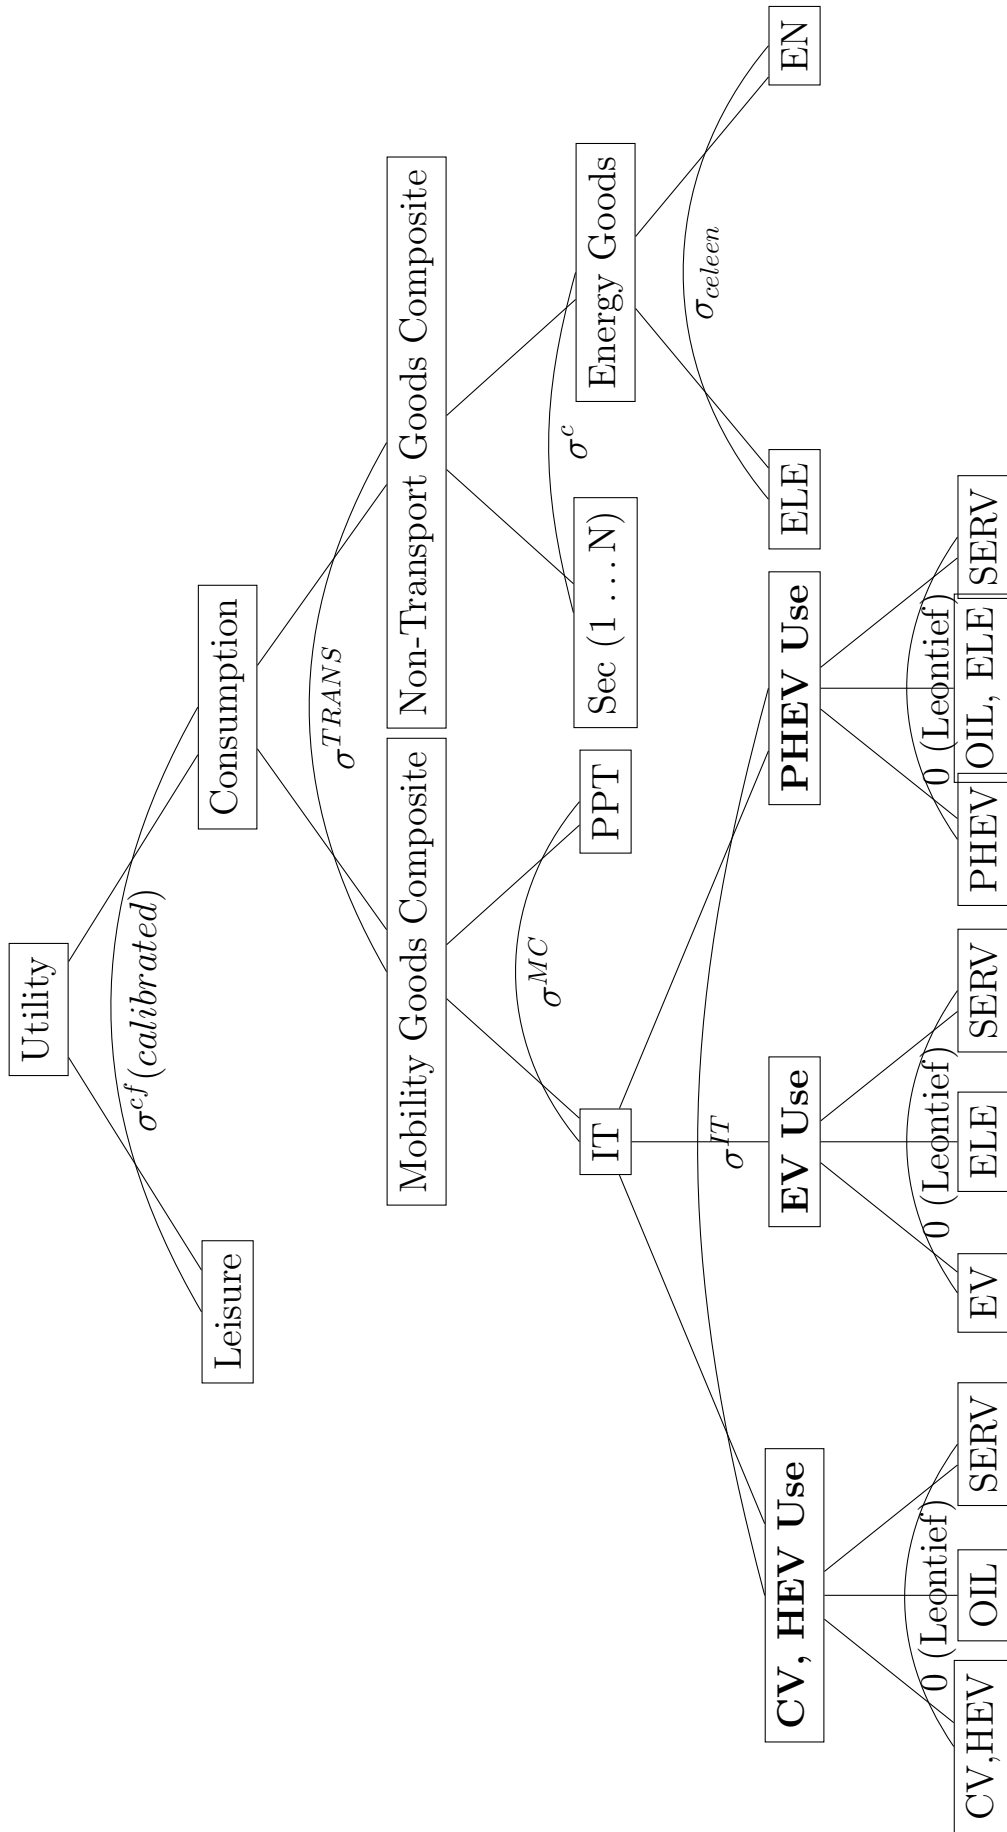 Utility
σ^{cf}(calibrated)
Leisure
Consumption
σ^{TRANS}
Mobility Goods Composite
Non-Transport Goods Composite
σ^{MC}
σ^{c}
IT
PPT
Sec (1 …N)
Energy Goods
σ^{IT}
σ_{celeen}
CV, HEV Use
EV Use
PHEV Use
ELE
EN
0 (Leontief)
0 (Leontief)
0 (Leontief)
CV,HEV
OIL
SERV
EV
ELE
SERV
PHEV
OIL, ELE
SERV